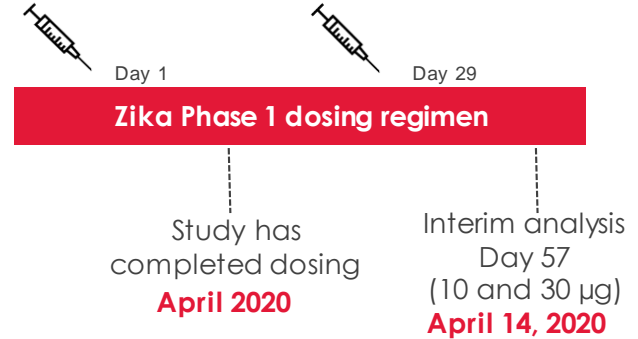 Day 1
Day 29
Zika Phase 1 dosing regimen
Study has
completed dosing
April 2020
Interim analysis
Day 57
(10 and 30 µg)
April 14, 2020